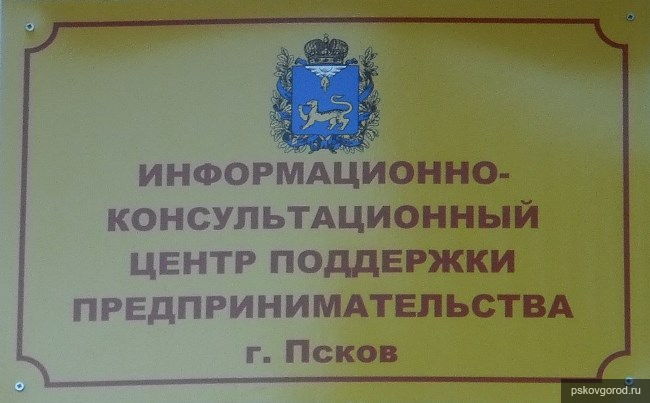 ИНФОРМАЦИОННО-
КОНСУЛЬТАЦИОННЫЙ
ЦЕНТР ПОДДЕРЖКИ
ПРЕДПРИНИМАТЕЛЬСТВА
г. Псков
pskovgorod.ru